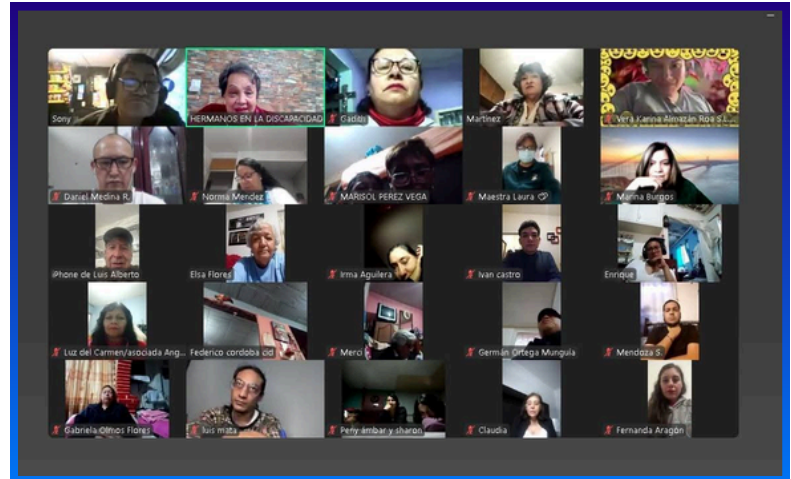 Sony
HERMANOS EN LA DISCAPACIDAD
Gaditis
Martinez
Vera Karina Almazán Roa S.I...
Daniel Medina R.
Norma Mendez
MARISOL PEREZ VEGA
Maestra Laura
Marina Burgos
iPhone de Luis Alberto
Elsa Flores
Irma Aguilera
Ivan castro
Enrique
Luz del Carmen/asociada Ang...
Federico cordoba cid
Merci
Germán Ortega Munguia
Mendoza S.
Gabriela Olmos Flores
luis mata
Peny ámbar y sharon
Claudia
Fernanda Aragón